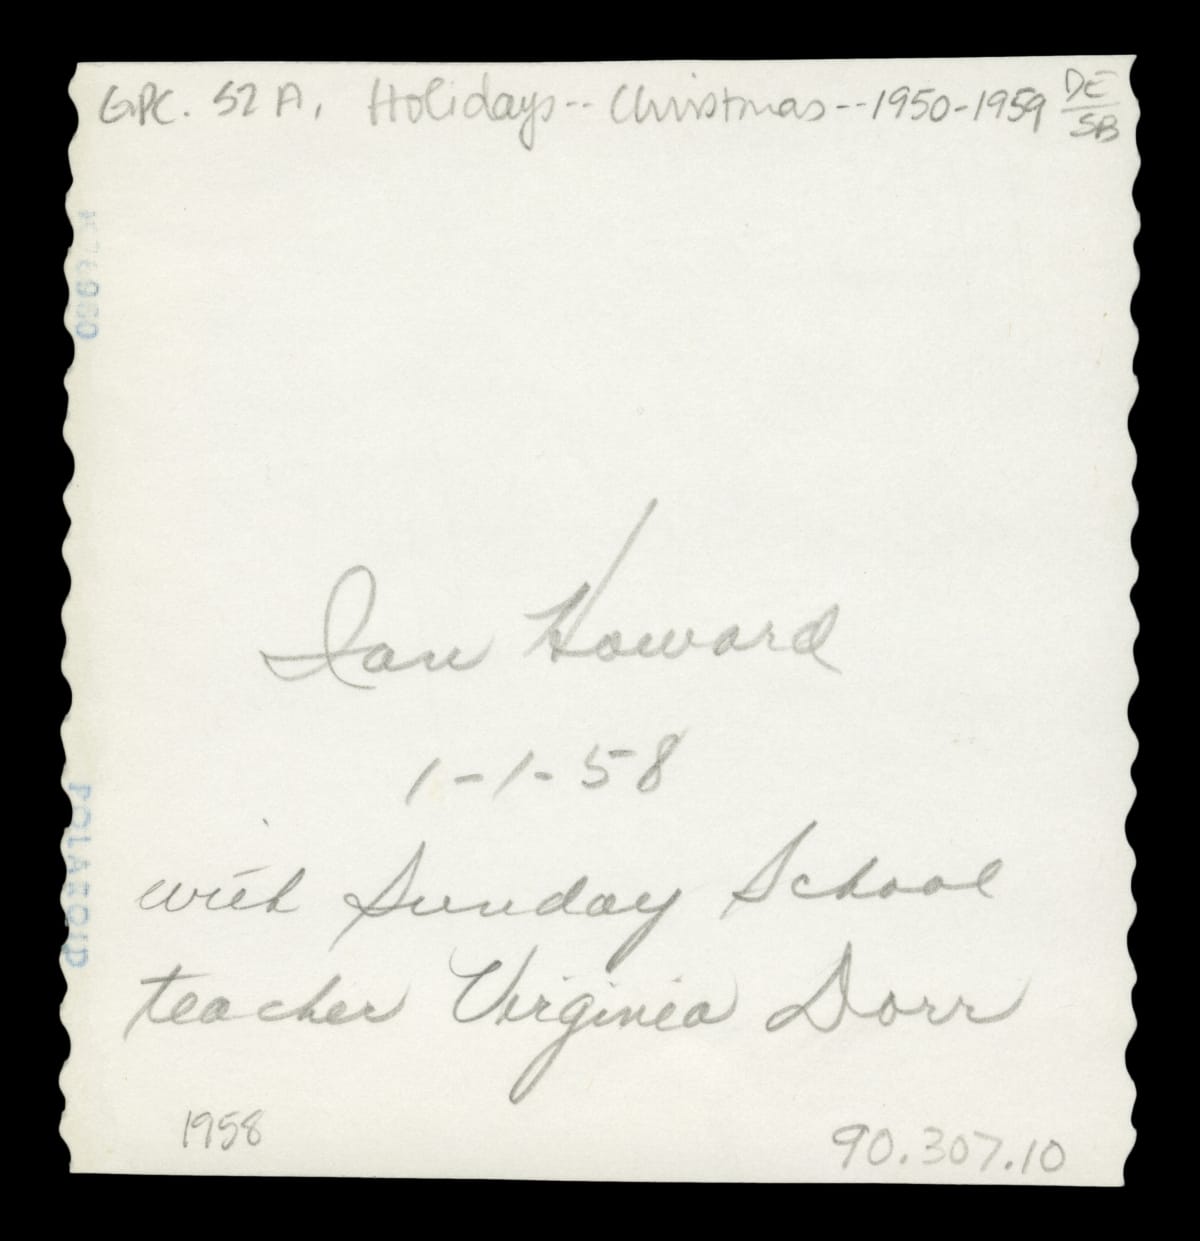 GPC. 52 A, Holidays -- Christmas -- 1950-1959 DE/SB
Ian Howard
1-1-58
with Sunday School
teacher Virginia Dorr
1958
90.307.10
POLAROID